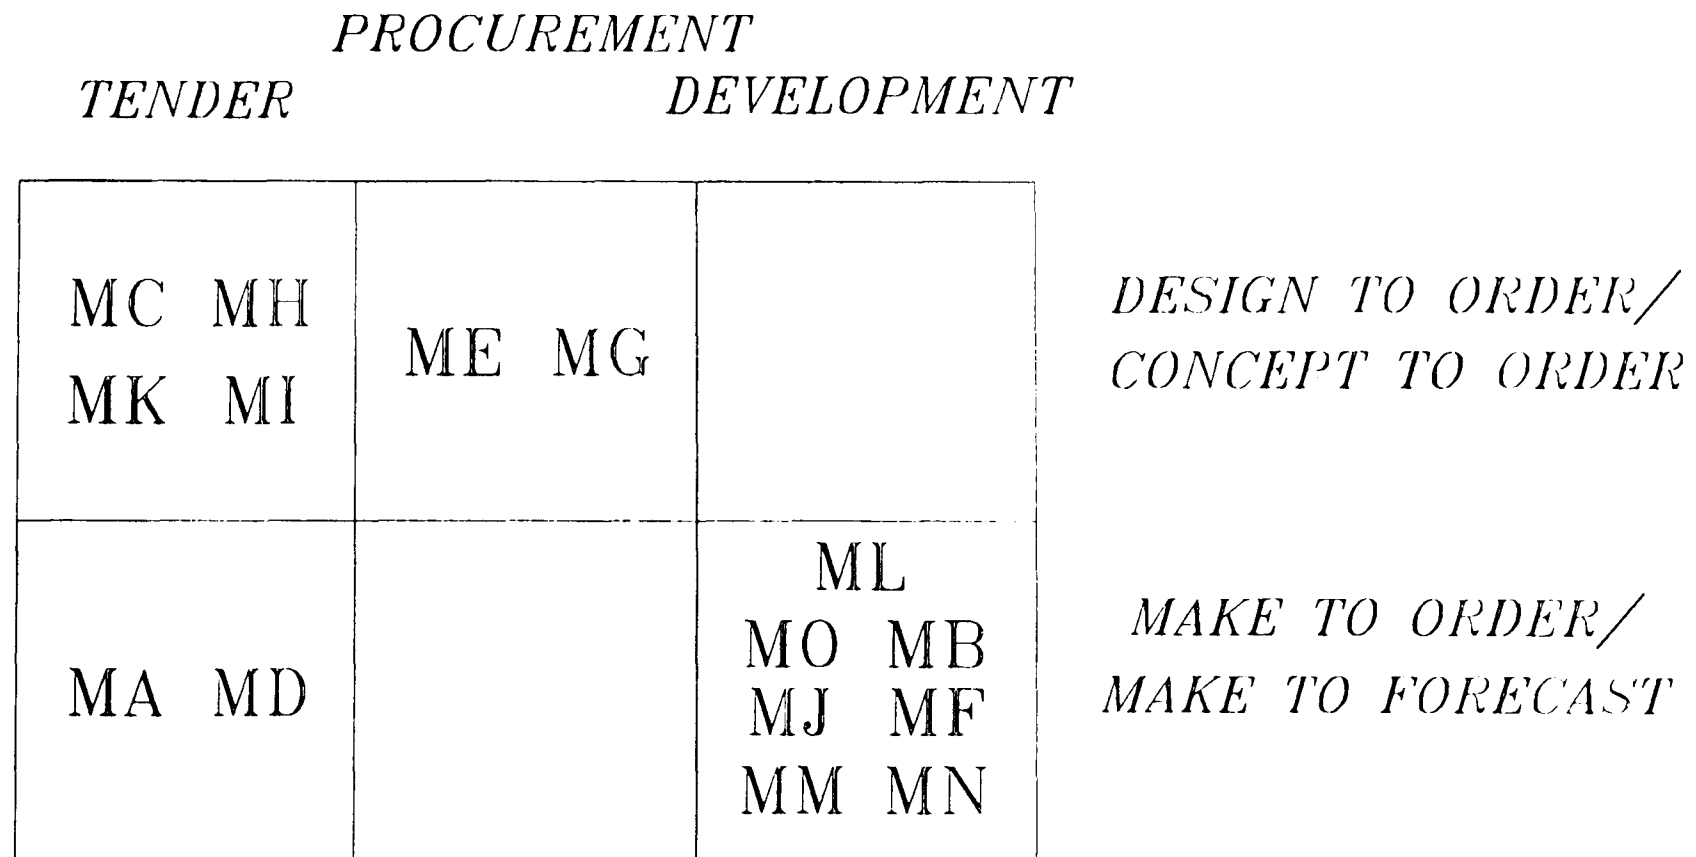 PROCUREMENT
TENDER DEVELOPMENT
MC MH
MK MI
ME MG
DESIGN TO ORDER/
CONCEPT TO ORDER
MA MD
ML
MO MB
MJ MF
MM MN
MAKE TO ORDER/
MAKE TO FORECAST